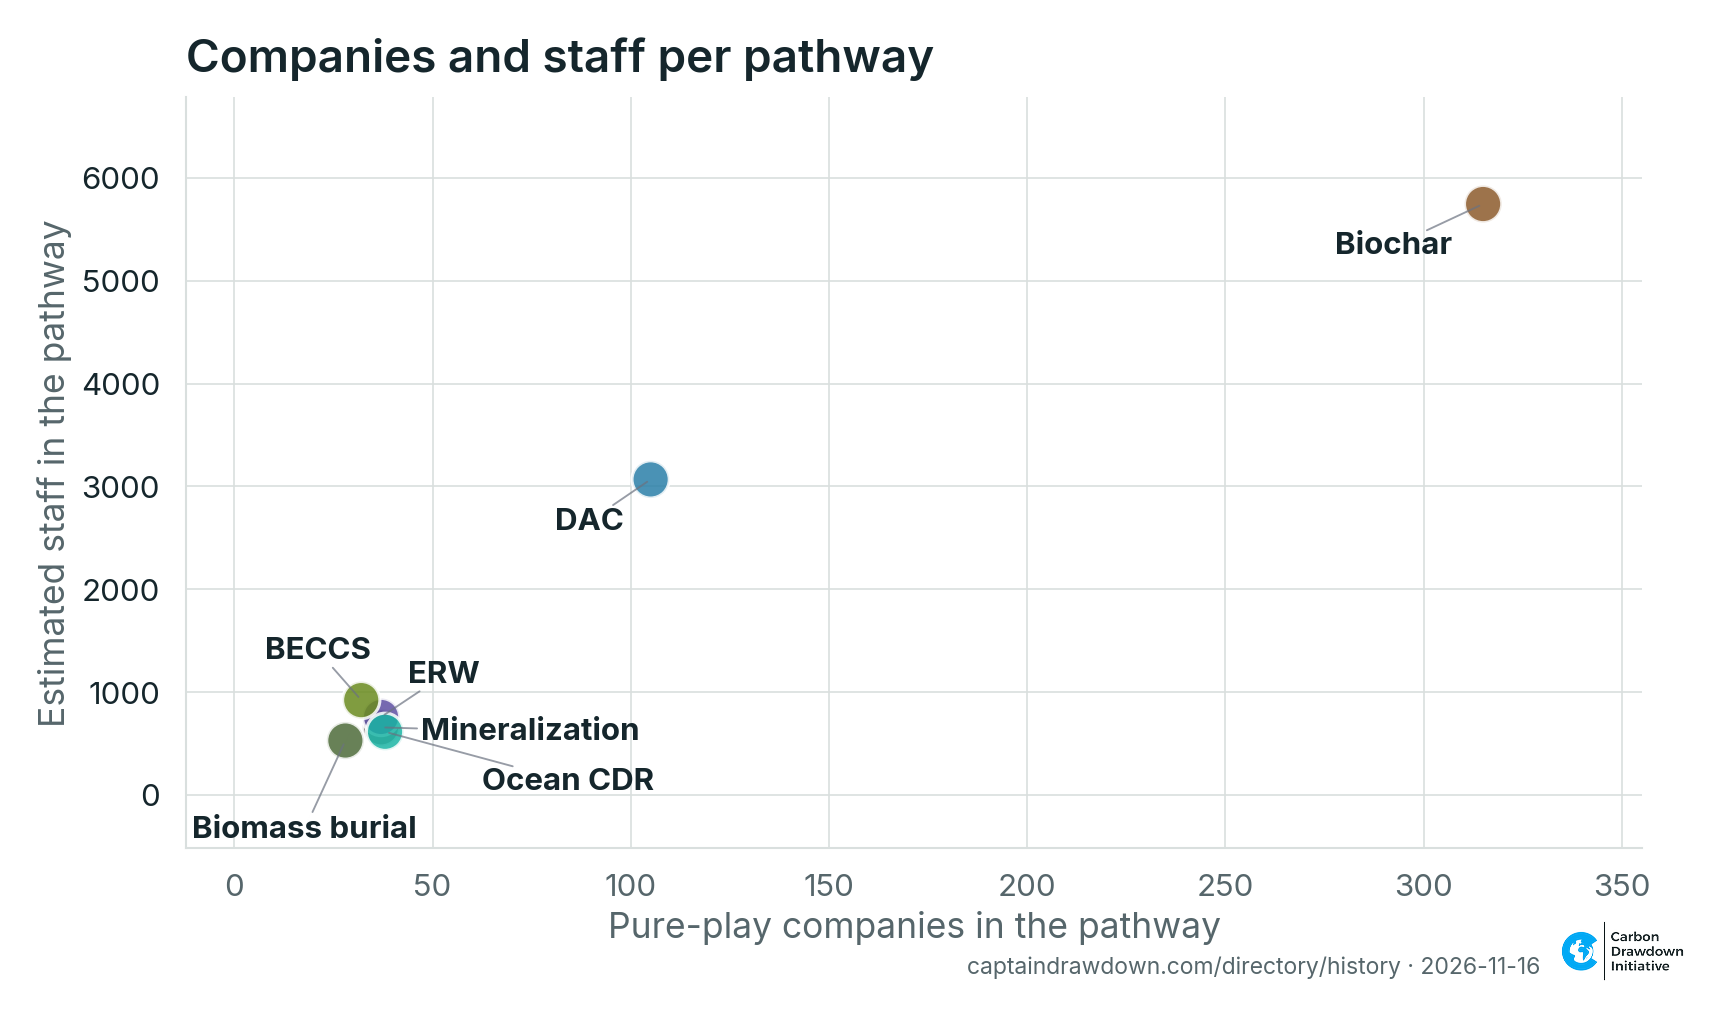 Companies and staff per pathway
Estimated staff in the pathway
6000
5000
4000
3000
2000
1000
0
Biochar
DAC
BECCS
ERW
Mineralization
Ocean CDR
Biomass burial
0 50 100 150 200 250 300 350
Pure-play companies in the pathway
captaindrawdown.com/directory/history · 2026-11-16
Carbon
Drawdown
Initiative